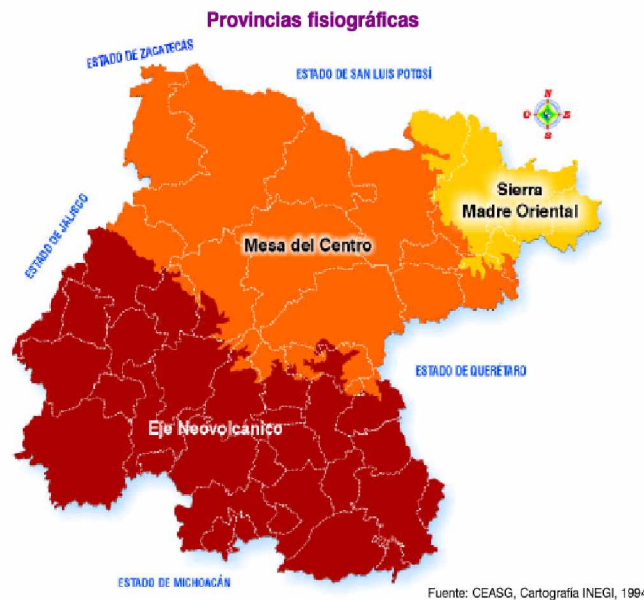 Provincias fisiográficas
ESTADO DE ZACATECAS
ESTADO DE SAN LUIS POTOSÍ
N
O
E
S
Sierra
Madre Oriental
ESTADO DE JALISCO
Mesa del Centro
ESTADO DE QUERÉTARO
Eje Neovolcanico
ESTADO DE MICHOACÁN
Fuente: CEASG, Cartografía INEGI, 1994